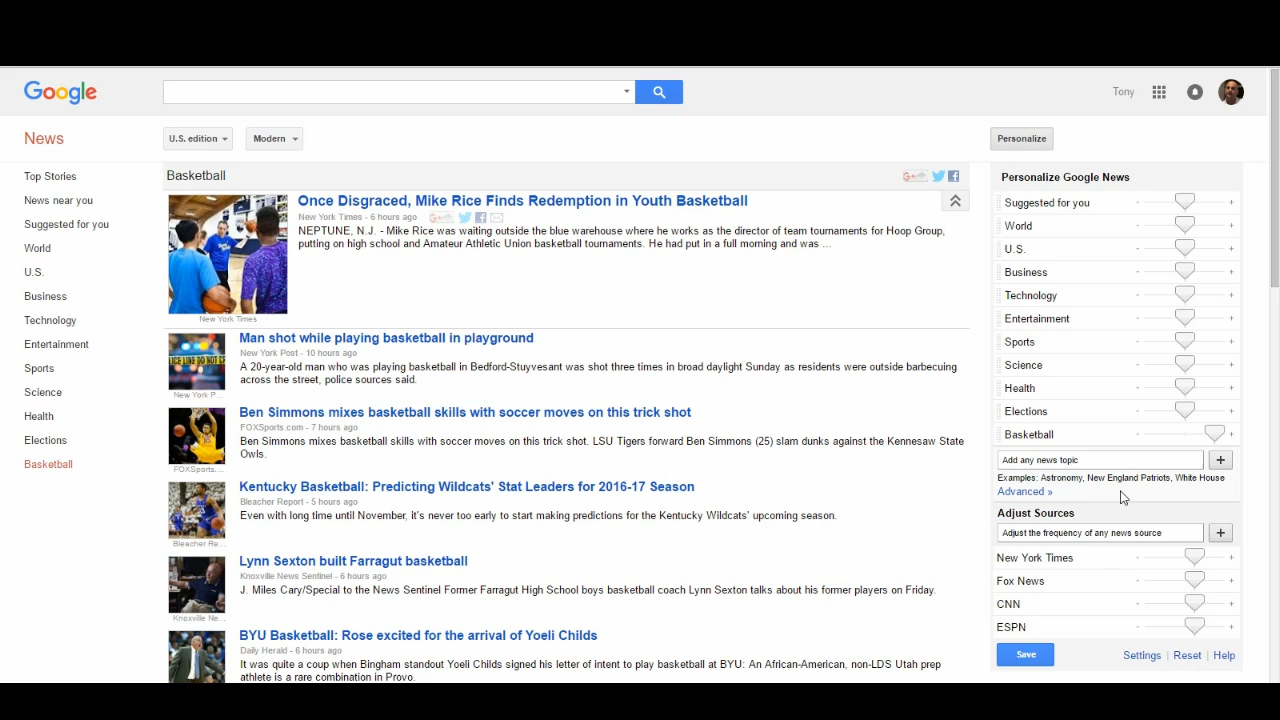 Google
Tony
News
U.S. edition
Modern
Personalize
Top Stories
News near you
Suggested for you
World
U.S.
Business
Technology
Entertainment
Sports
Science
Health
Elections
Basketball
Basketball
Once Disgraced, Mike Rice Finds Redemption in Youth Basketball
New York Times - 6 hours ago
NEPTUNE, N.J. - Mike Rice was waiting outside the blue warehouse where he works as the director of team tournaments for Hoop Group,
putting on high school and Amateur Athletic Union basketball tournaments. He had put in a full morning and was ...
New York Times
Man shot while playing basketball in playground
New York Post - 10 hours ago
A 20-year-old man who was playing basketball in Bedford-Stuyvesant was shot three times in broad daylight Sunday as residents were outside barbecuing
across the street, police sources said.
New York P...
Ben Simmons mixes basketball skills with soccer moves on this trick shot
FOXSports.com - 7 hours ago
Ben Simmons mixes basketball skills with soccer moves on this trick shot. LSU Tigers forward Ben Simmons (25) slam dunks against the Kennesaw State
Owls.
FOXSports....
Kentucky Basketball: Predicting Wildcats' Stat Leaders for 2016-17 Season
Bleacher Report - 5 hours ago
Even with long time until November, it's never too early to start making predictions for the Kentucky Wildcats' upcoming season.
Bleacher Re...
Lynn Sexton built Farragut basketball
Knoxville News Sentinel - 6 hours ago
J. Miles Cary/Special to the News Sentinel Former Farragut High School boys basketball coach Lynn Sexton talks about his former players on Friday.
Knoxville Ne...
BYU Basketball: Rose excited for the arrival of Yoeli Childs
Daily Herald - 6 hours ago
It was quite a coup when Bingham standout Yoeli Childs signed his letter of intent to play basketball at BYU: An African-American, non-LDS Utah prep
athlete is a rare combination in Provo.
Personalize Google News
Suggested for you - +
World - +
U.S. - +
Business - +
Technology - +
Entertainment - +
Sports - +
Science - +
Health - +
Elections - +
Basketball - +
Add any news topic +
Examples: Astronomy, New England Patriots, White House
Advanced »
Adjust Sources
Adjust the frequency of any news source +
New York Times - +
Fox News - +
CNN - +
ESPN - +
Save Settings | Reset | Help